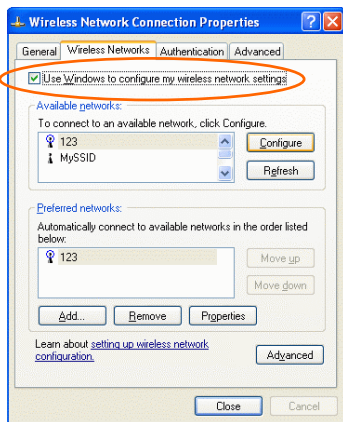 Wireless Network Connection Properties
General Wireless Networks Authentication Advanced
Use Windows to configure my wireless network settings
Available networks:
To connect to an available network, click Configure.
123
MySSID
Configure
Refresh
Preferred networks:
Automatically connect to available networks in the order listed
below:
123
Move up
Move down
Add... Remove Properties
Learn about setting up wireless network
configuration.
Advanced
Close Cancel